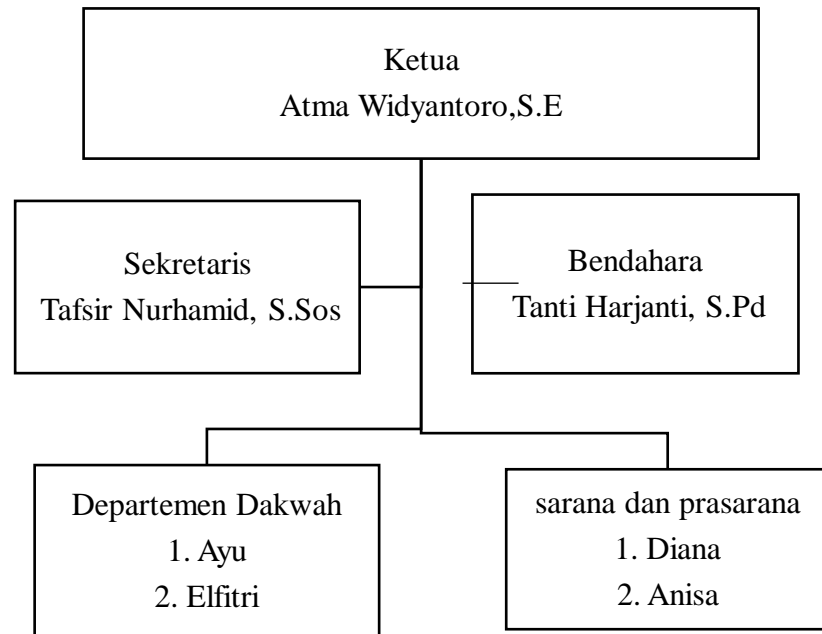 Ketua
Atma Widyantoro,S.E
Sekretaris
Tafsir Nurhamid, S.Sos
Bendahara
Tanti Harjanti, S.Pd
Departemen Dakwah
1. Ayu
2. Elfitri
sarana dan prasarana
1. Diana
2. Anisa